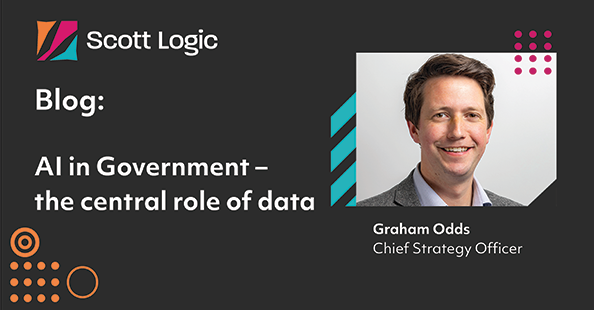 Scott Logic
Blog:
AI in Government –
the central role of data
Graham Odds
Chief Strategy Officer